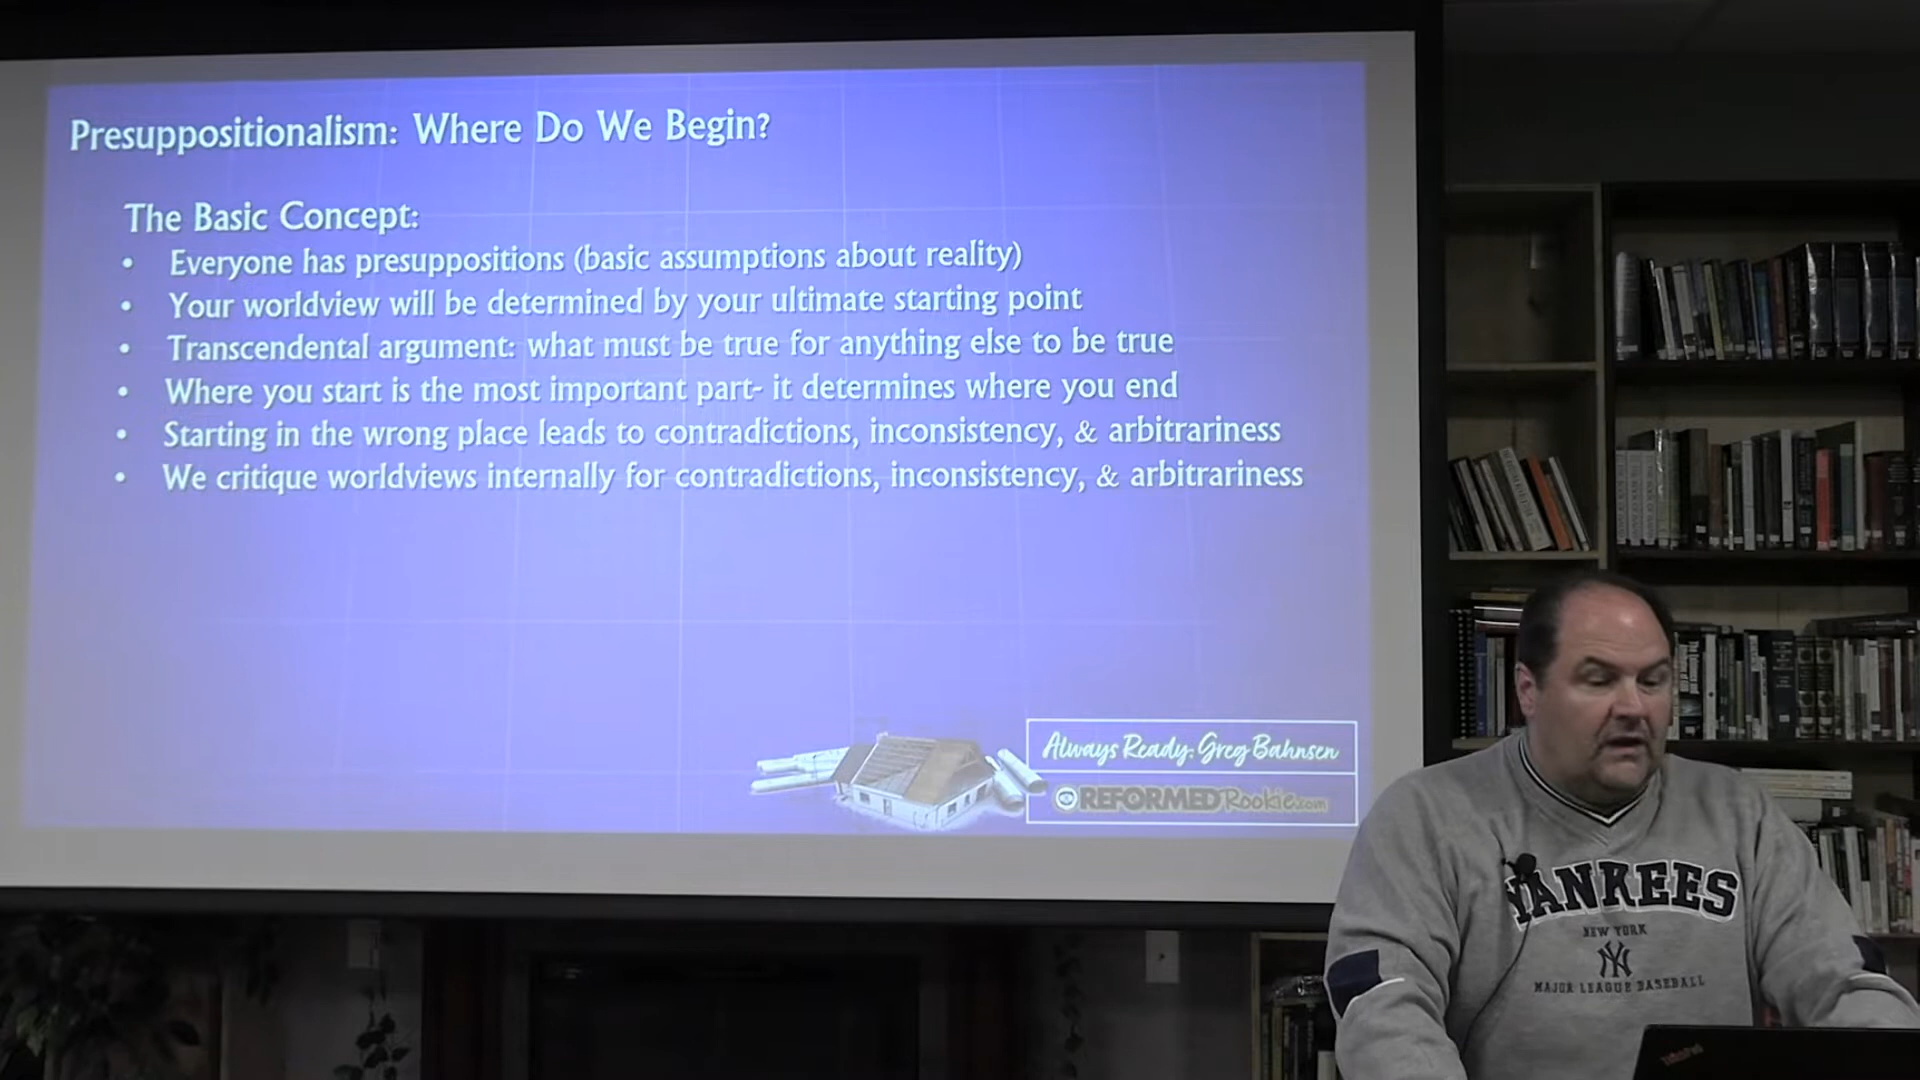 Presuppositionalism: Where Do We Begin?
The Basic Concept:
• Everyone has presuppositions (basic assumptions about reality)
• Your worldview will be determined by your ultimate starting point
• Transcendental argument: what must be true for anything else to be true
• Where you start is the most important part- it determines where you end
• Starting in the wrong place leads to contradictions, inconsistency, & arbitrariness
• We critique worldviews internally for contradictions, inconsistency, & arbitrariness
Always Ready: Greg Bahnsen
REFORMEDRookie.com
YANKEES
NEW YORK
NY
MAJOR LEAGUE BASEBALL
ThinkPad